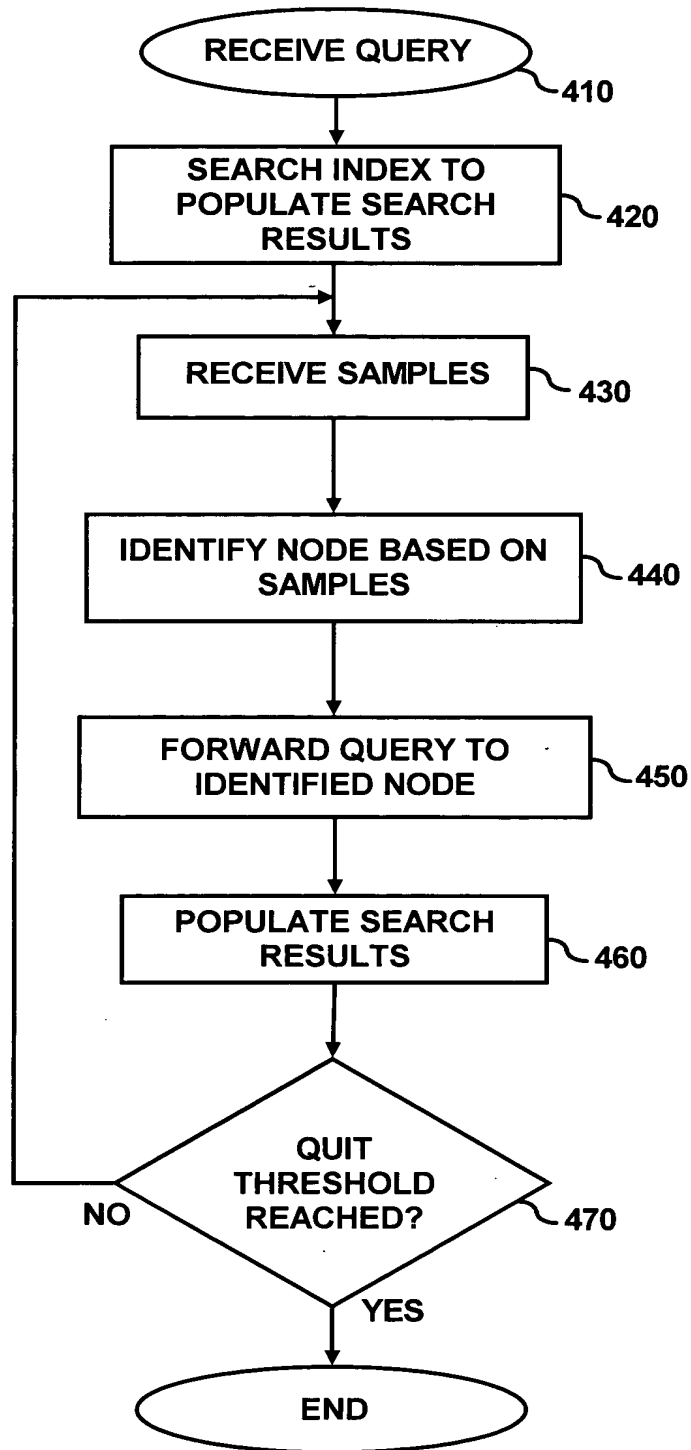 RECEIVE QUERY
410
SEARCH INDEX TO
POPULATE SEARCH
RESULTS
420
RECEIVE SAMPLES
430
IDENTIFY NODE BASED ON
SAMPLES
440
FORWARD QUERY TO
IDENTIFIED NODE
450
POPULATE SEARCH
RESULTS
460
QUIT
THRESHOLD
REACHED?
470
NO
YES
END